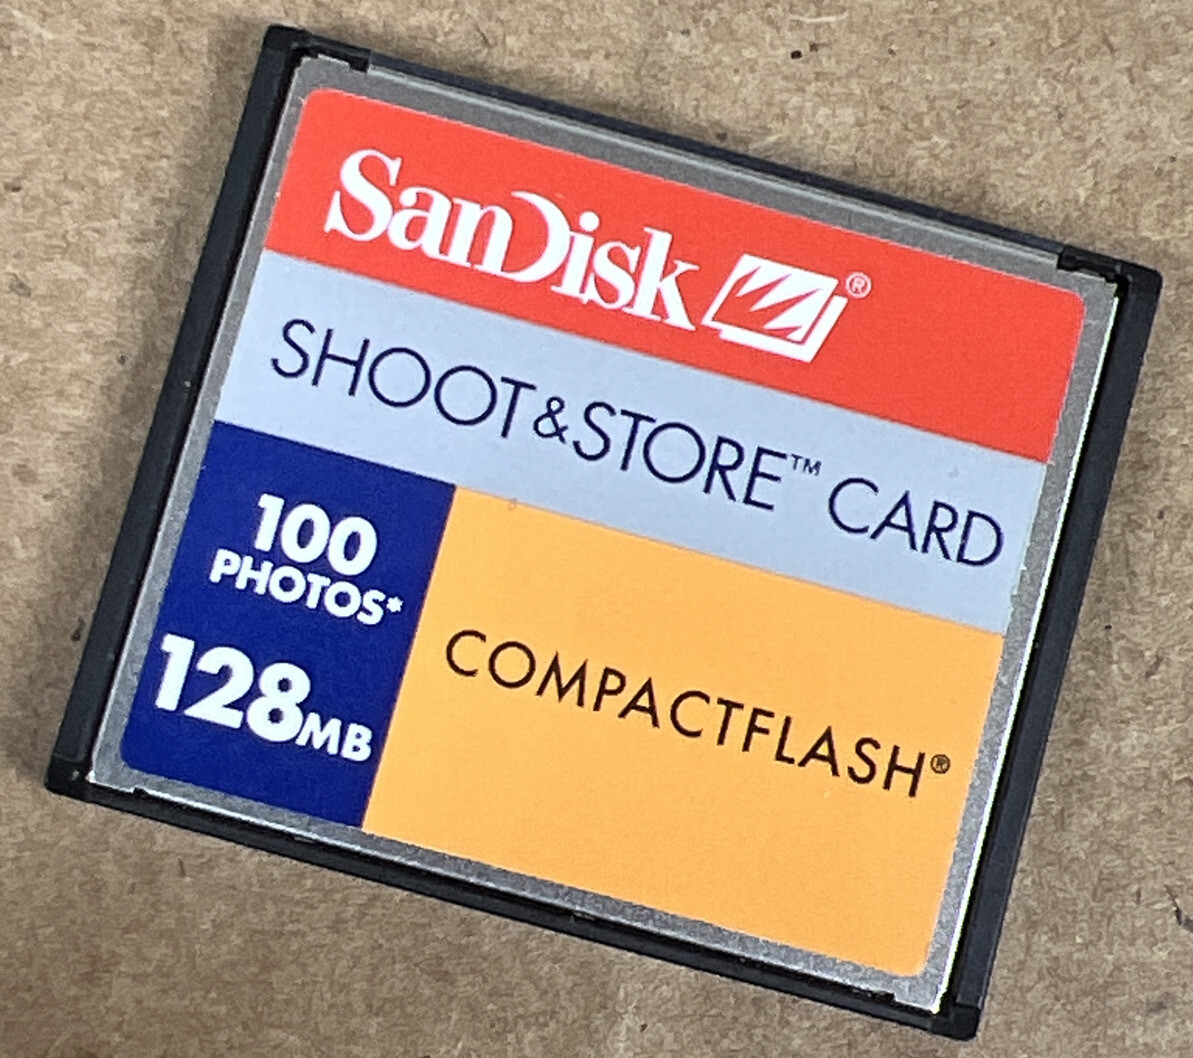 SanDisk®
SHOOT&STORE™ CARD
100
PHOTOS*
128MB
COMPACTFLASH®